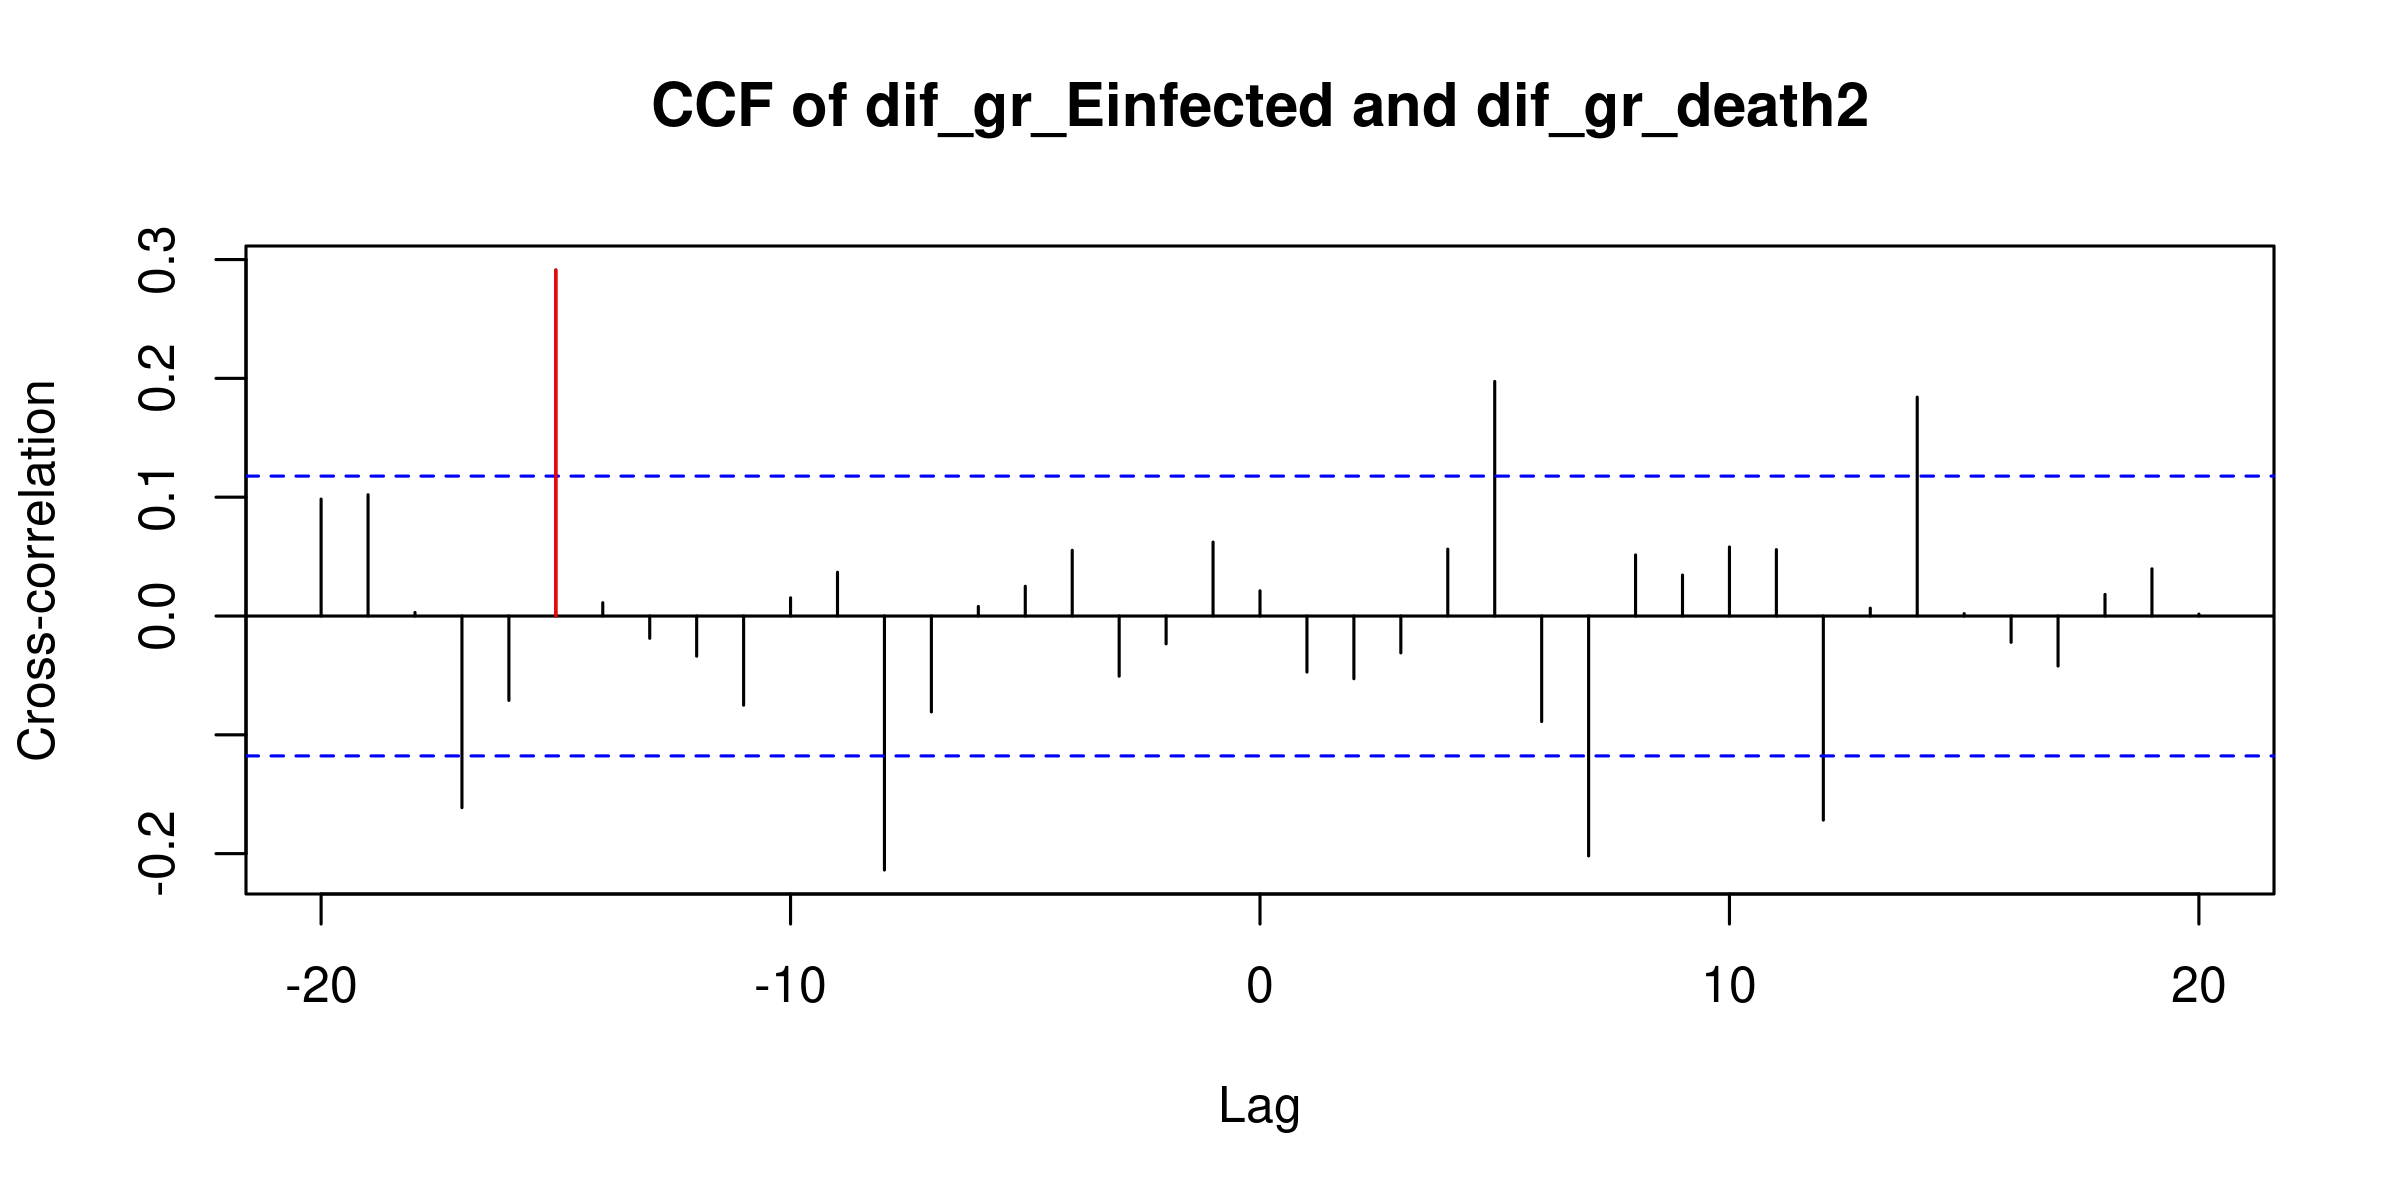 CCF of dif_gr_Einfected and dif_gr_death2
Cross-correlation
0.3
0.2
0.1
0.0
-0.2
-20 -10 0 10 20
Lag